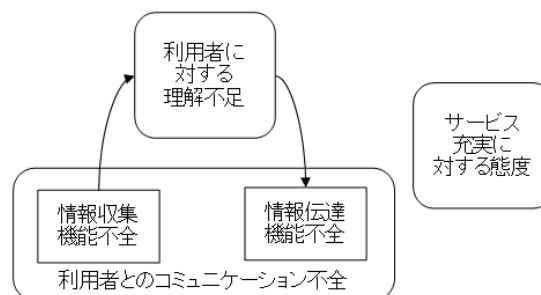 利用者に
対する
理解不足
サービス
充実に
対する態度
情報収集
機能不全
情報伝達
機能不全
利用者とのコミュニケーション不全